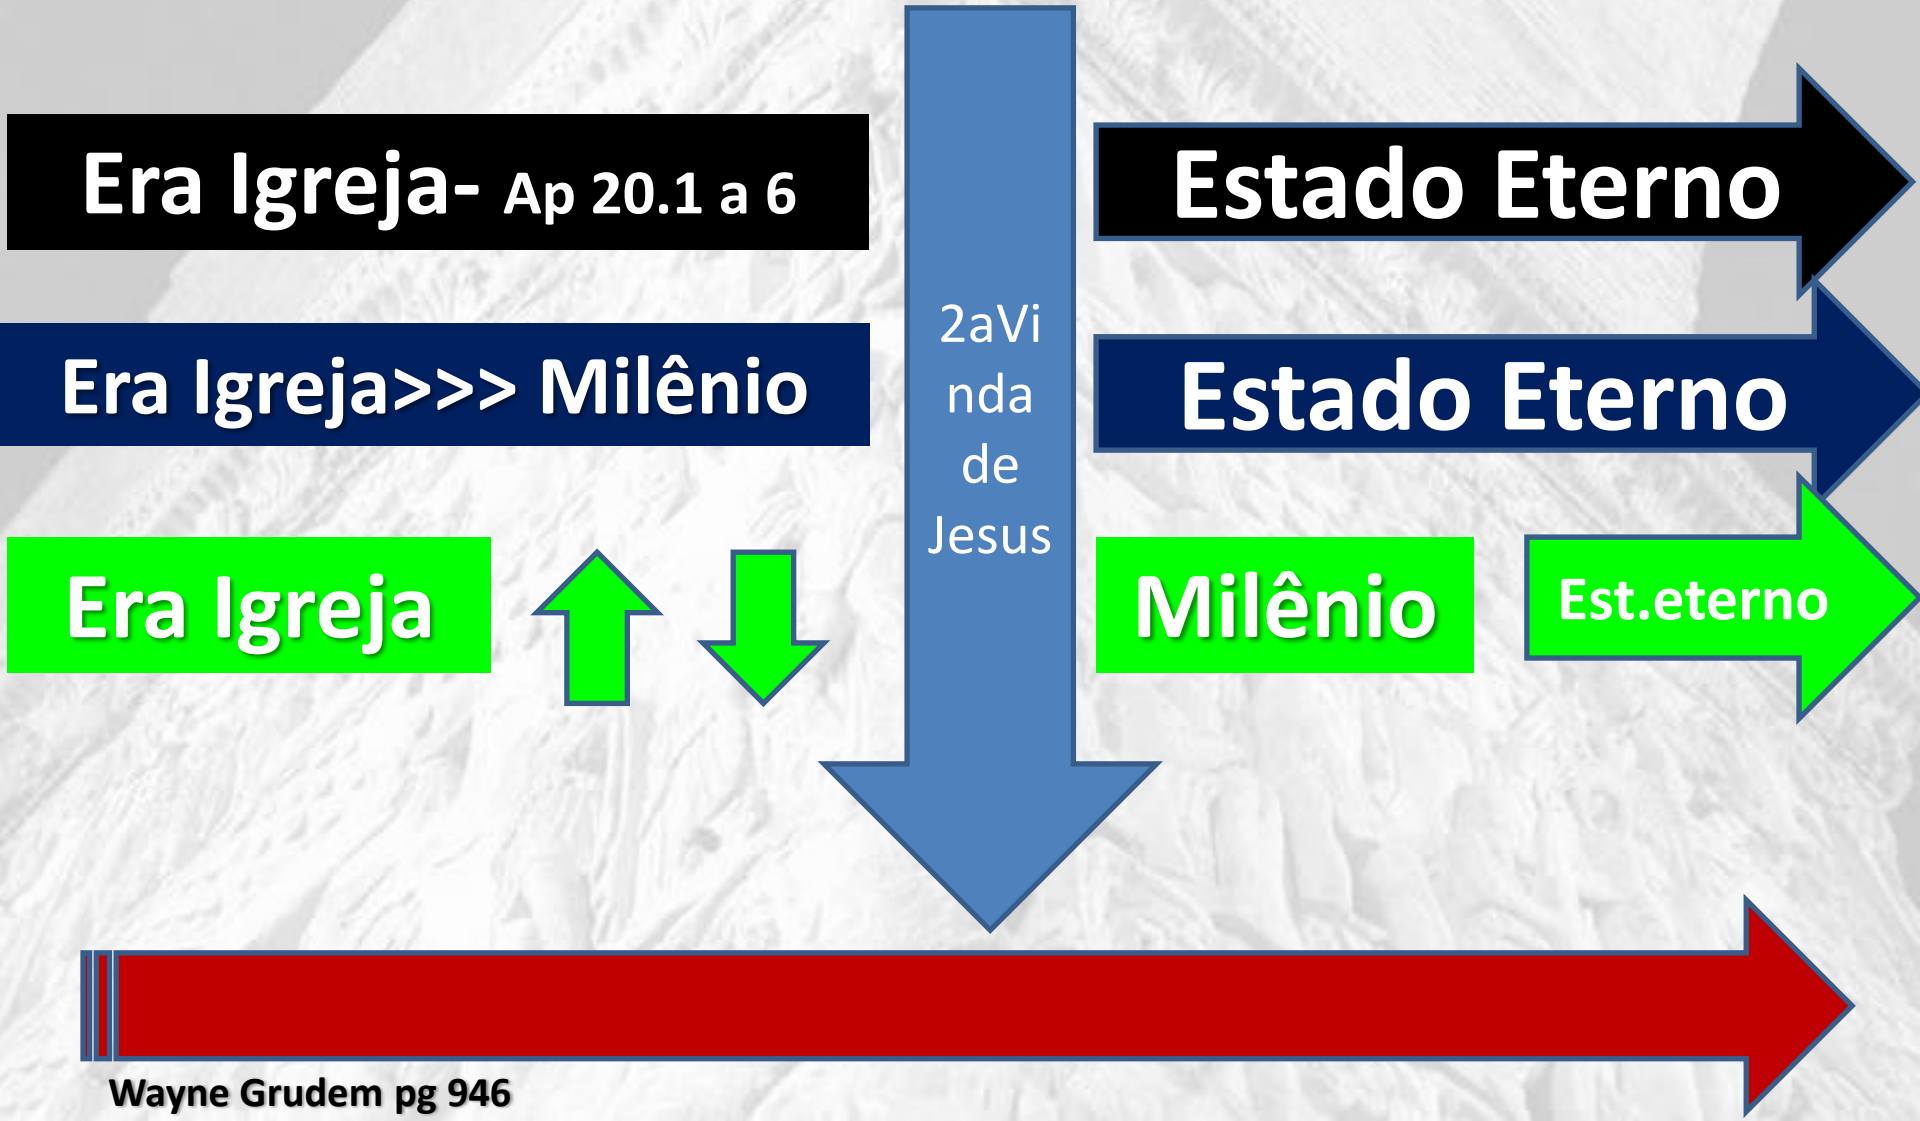 Era Igreja- Ap 20.1 a 6
Estado Eterno
Era Igreja>>> Milênio
Estado Eterno
Era Igreja
2aVi
nda
de
Jesus
Milênio
Est.eterno
Wayne Grudem pg 946